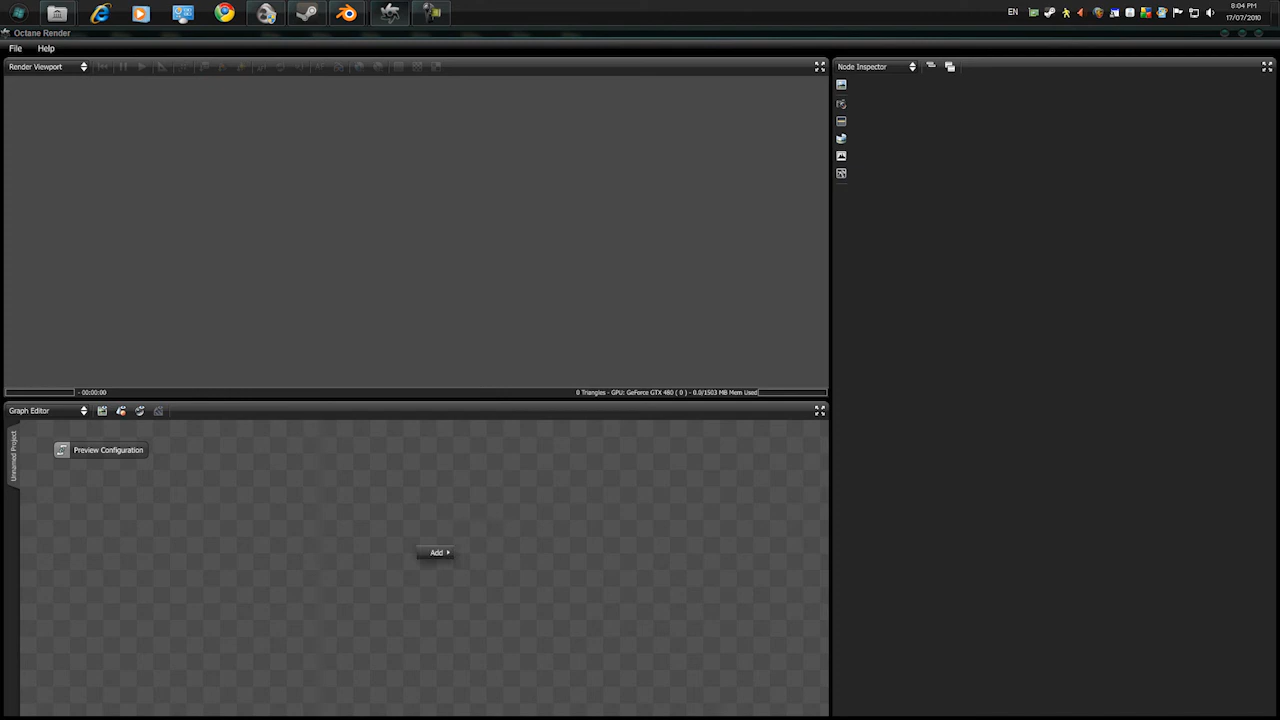 EN
8:04 PM
17/07/2010
Octane Render
File Help
Render Viewport
Node Inspector
- 00:00:00
0 Triangles - GPU: GeForce GTX 480 ( 0 ) - 0.0/1503 MB Mem Used
Graph Editor
Unnamed Project
Preview Configuration
Add